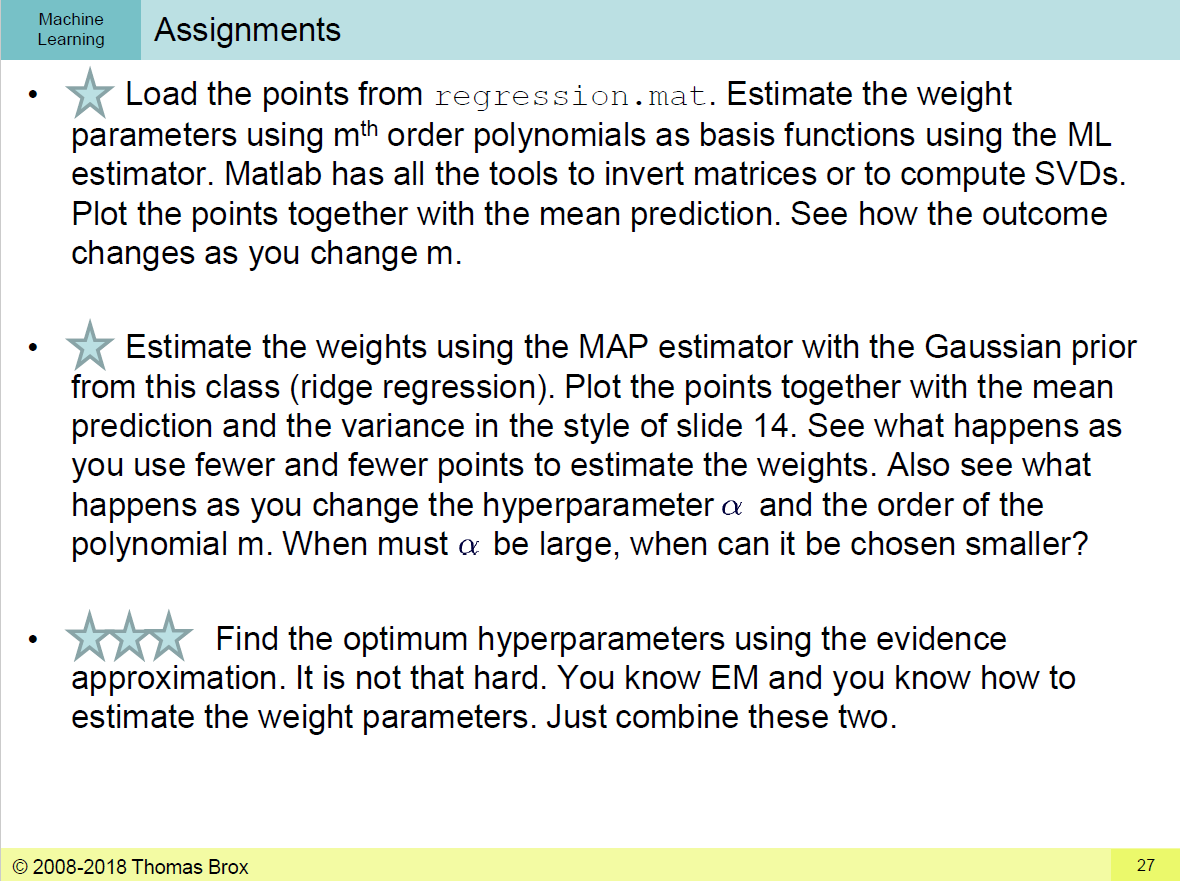 Machine
Learning
Assignments
• Load the points from regression.mat. Estimate the weight
parameters using mth order polynomials as basis functions using the ML
estimator. Matlab has all the tools to invert matrices or to compute SVDs.
Plot the points together with the mean prediction. See how the outcome
changes as you change m.
• Estimate the weights using the MAP estimator with the Gaussian prior
from this class (ridge regression). Plot the points together with the mean
prediction and the variance in the style of slide 14. See what happens as
you use fewer and fewer points to estimate the weights. Also see what
happens as you change the hyperparameter α and the order of the
polynomial m. When must α be large, when can it be chosen smaller?
• Find the optimum hyperparameters using the evidence
approximation. It is not that hard. You know EM and you know how to
estimate the weight parameters. Just combine these two.
© 2008-2018 Thomas Brox
27